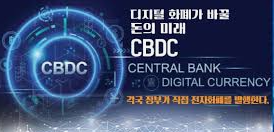 디지털 화폐가 바꿀
돈의 미래
CBDC
CBDC
CENTRAL BANK
DIGITAL CURRENCY
각국 정부가 직접 전자화폐를 발행한다.